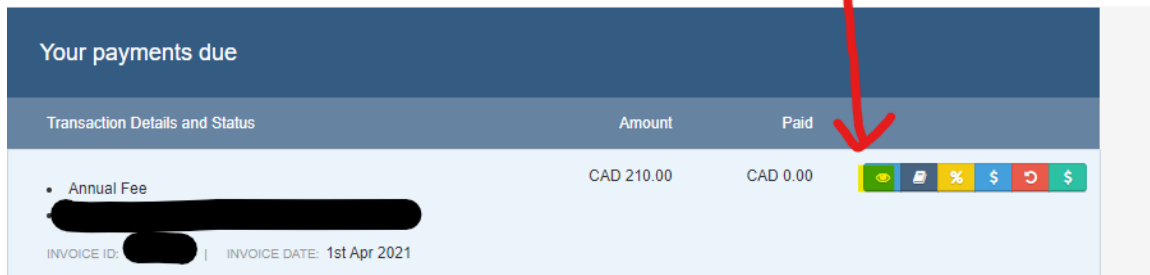 Your payments due
Transaction Details and Status Amount Paid
Annual Fee CAD 210.00 CAD 0.00
% $ $
INVOICE ID: | INVOICE DATE: 1st Apr 2021